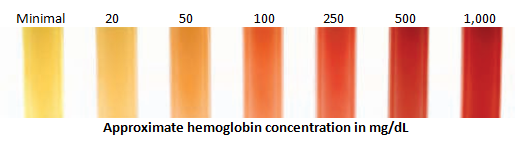 Minimal 20 50 100 250 500 1,000
Approximate hemoglobin concentration in mg/dL